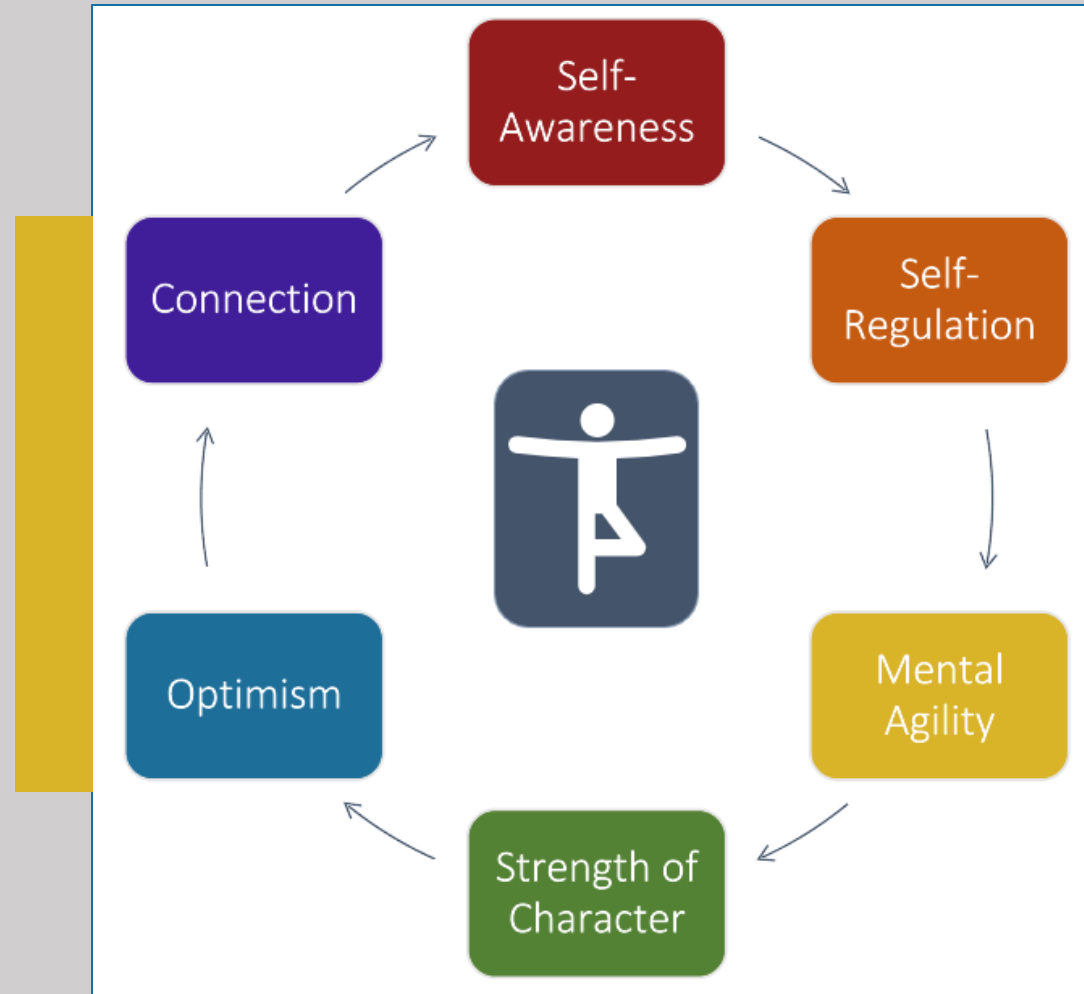 Self-
Awareness
Self-
Regulation
Mental
Agility
Strength of
Character
Optimism
Connection